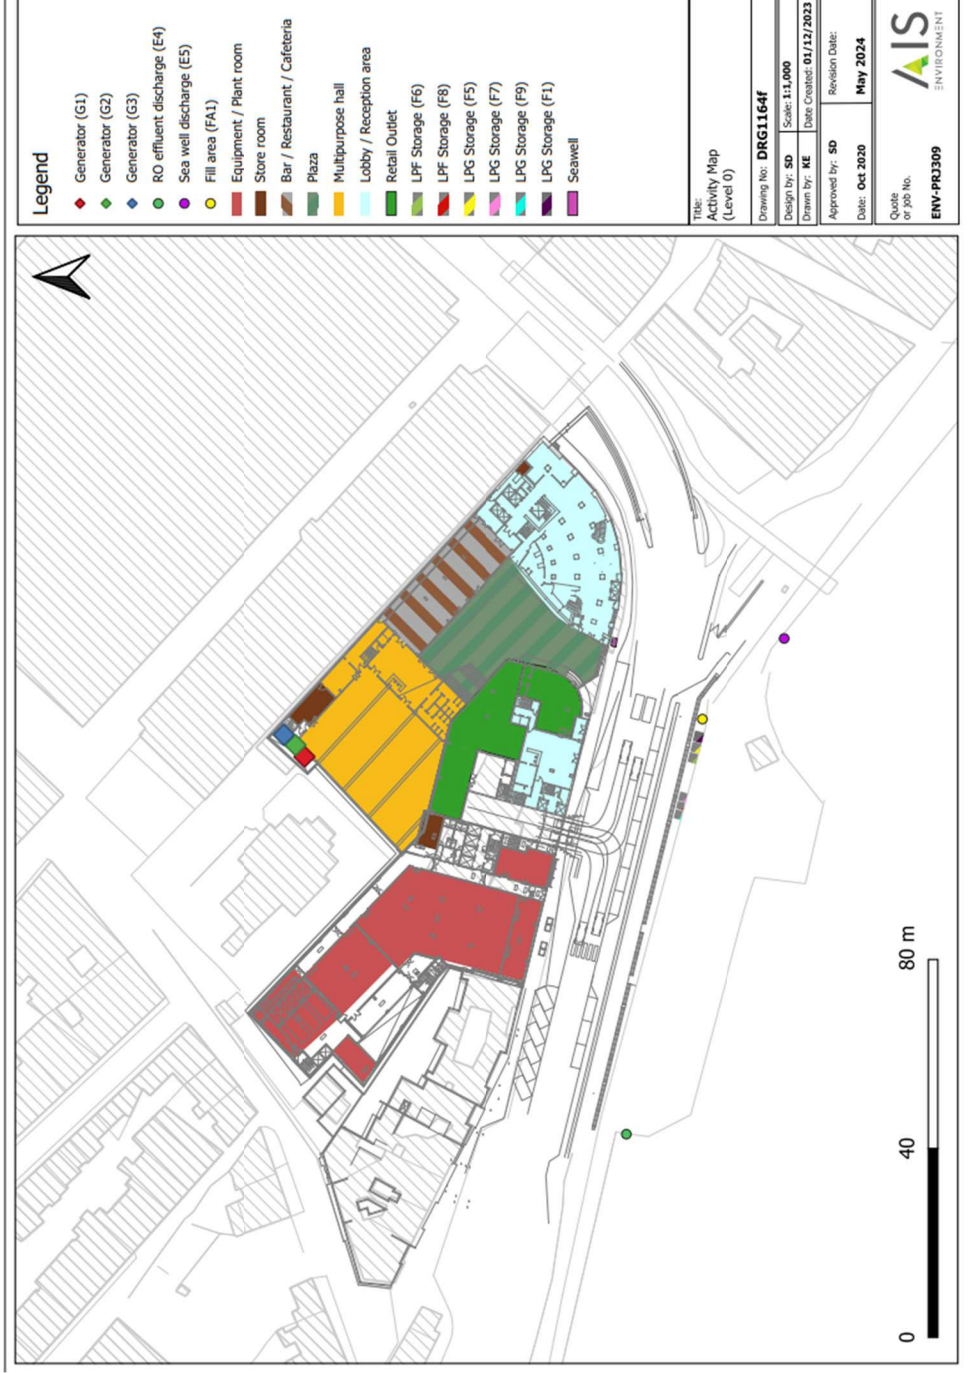 Legend
Generator (G1)
Generator (G2)
Generator (G3)
RO effluent discharge (E4)
Sea well discharge (E5)
Fill area (FA1)
Equipment / Plant room
Store room
Bar / Restaurant / Cafeteria
Plaza
Multipurpose hall
Lobby / Reception area
Retail Outlet
LPF Storage (F6)
LPF Storage (F8)
LPG Storage (F5)
LPG Storage (F7)
LPG Storage (F9)
LPG Storage (F1)
Seawell
Title:
Activity Map
(Level 0)
Drawing No: DRG1164f
Design by: SD
Scale: 1:1,000
Drawn by: KE
Date Created: 01/12/2023
Approved by: SD
Revision Date:
Date: Oct 2020
May 2024
Quote
or Job No.
ENV-PRJ309
AIS
ENVIRONMENT
0
40
80 m